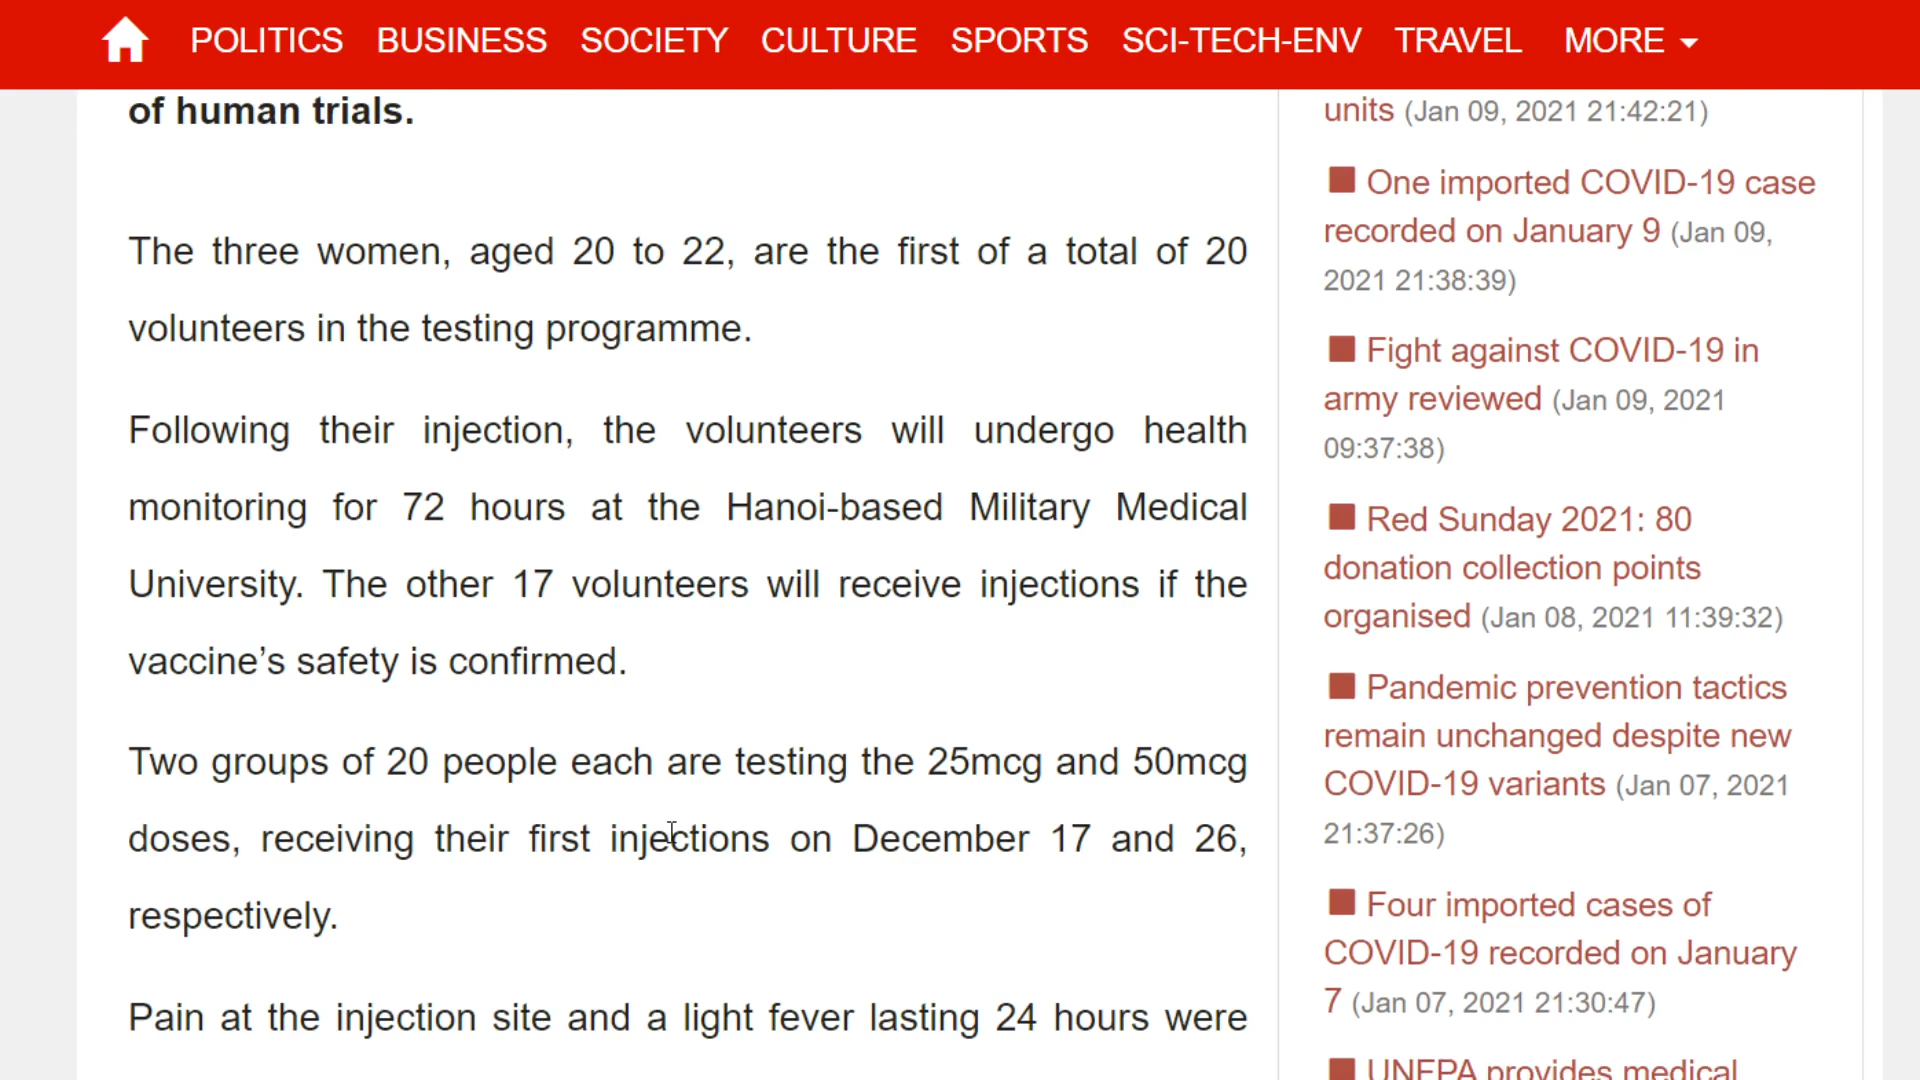 POLITICS BUSINESS SOCIETY CULTURE SPORTS SCI-TECH-ENV TRAVEL MORE
of human trials.
The three women, aged 20 to 22, are the first of a total of 20
volunteers in the testing programme.
Following their injection, the volunteers will undergo health
monitoring for 72 hours at the Hanoi-based Military Medical
University. The other 17 volunteers will receive injections if the
vaccine’s safety is confirmed.
Two groups of 20 people each are testing the 25mcg and 50mcg
doses, receiving their first injections on December 17 and 26,
respectively.
Pain at the injection site and a light fever lasting 24 hours were
units (Jan 09, 2021 21:42:21)
One imported COVID-19 case
recorded on January 9 (Jan 09,
2021 21:38:39)
Fight against COVID-19 in
army reviewed (Jan 09, 2021
09:37:38)
Red Sunday 2021: 80
donation collection points
organised (Jan 08, 2021 11:39:32)
Pandemic prevention tactics
remain unchanged despite new
COVID-19 variants (Jan 07, 2021
21:37:26)
Four imported cases of
COVID-19 recorded on January
7 (Jan 07, 2021 21:30:47)
UNFPA provides medical